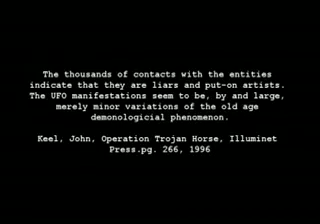 The thousands of contacts with the entities
indicate that they are liars and put-on artists.
The UFO manifestations seem to be, by and large,
merely minor variations of the old age
demonologicial phenomenon.
Keel, John, Operation Trojan Horse, Illuminet
Press.pg. 266, 1996